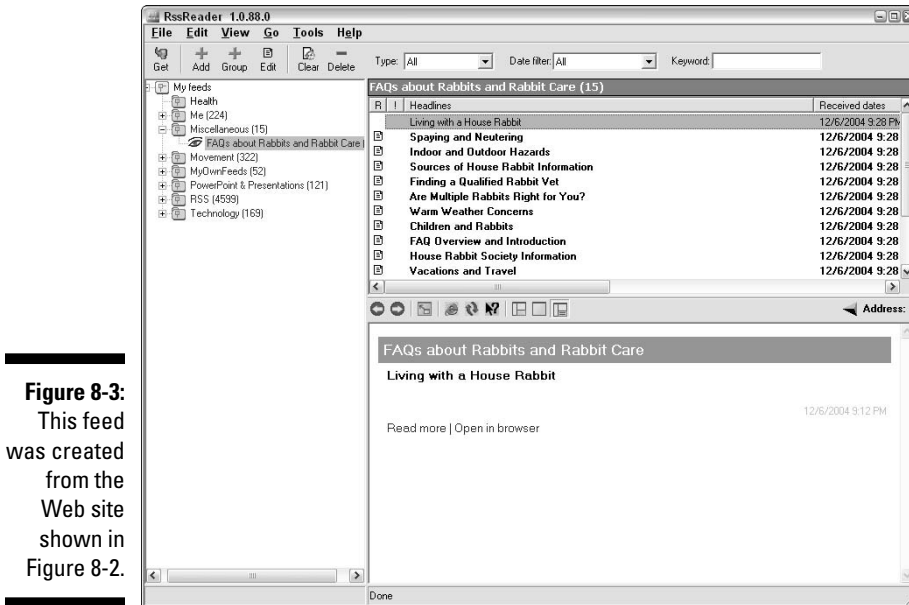 RssReader 1.0.88.0
File Edit View Go Tools Help
Get Add Group Edit Clear Delete Type: All Date filter: All Keyword:
My feeds
Health
Me (224)
Miscellaneous (15)
FAQs about Rabbits and Rabbit Care
Movement (322)
MyOwnFeeds (52)
PowerPoint & Presentations (121)
RSS (4599)
Technology (169)
FAQs about Rabbits and Rabbit Care (15)
R ! Headlines Received dates
Living with a House Rabbit 12/6/2004 9:28 PM
Spaying and Neutering 12/6/2004 9:28
Indoor and Outdoor Hazards 12/6/2004 9:28
Sources of House Rabbit Information 12/6/2004 9:28
Finding a Qualified Rabbit Vet 12/6/2004 9:28
Are Multiple Rabbits Right for You? 12/6/2004 9:28
Warm Weather Concerns 12/6/2004 9:28
Children and Rabbits 12/6/2004 9:28
FAQ Overview and Introduction 12/6/2004 9:28
House Rabbit Society Information 12/6/2004 9:28
Vacations and Travel 12/6/2004 9:28
Address:
FAQs about Rabbits and Rabbit Care
Living with a House Rabbit
12/6/2004 9:12 PM
Read more | Open in browser
Done
Figure 8-3:
This feed
was created
from the
Web site
shown in
Figure 8-2.